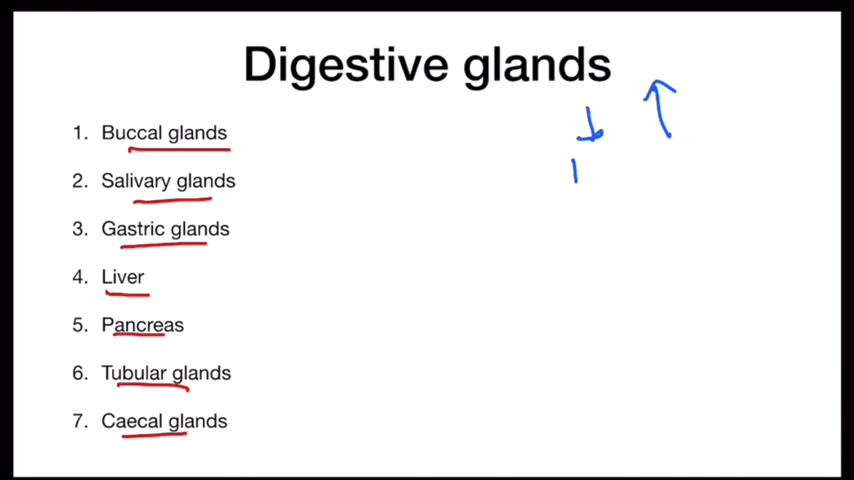 Digestive glands
1. Buccal glands
2. Salivary glands
3. Gastric glands
4. Liver
5. Pancreas
6. Tubular glands
7. Caecal glands